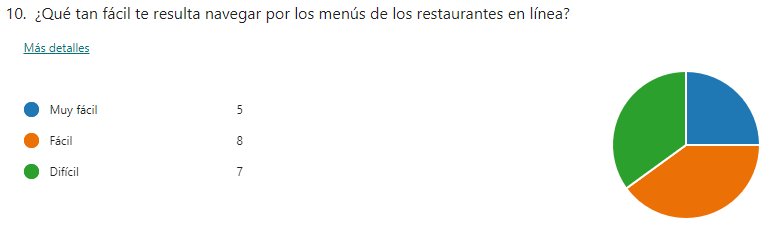 10. ¿Qué tan fácil te resulta navegar por los menús de los restaurantes en línea?
Más detalles
Muy fácil 5
Fácil 8
Difícil 7